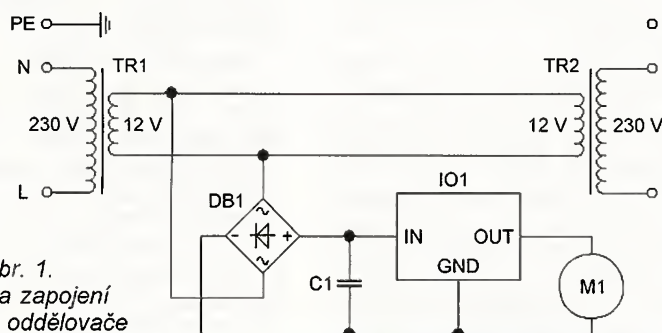 PE
N
TR1
TR2
230 V
12 V
12 V
230 V
L
DB1
IO1
~
-
+
~
IN
OUT
GND
C1
M1
br. 1.
a zapojení
oddělovače